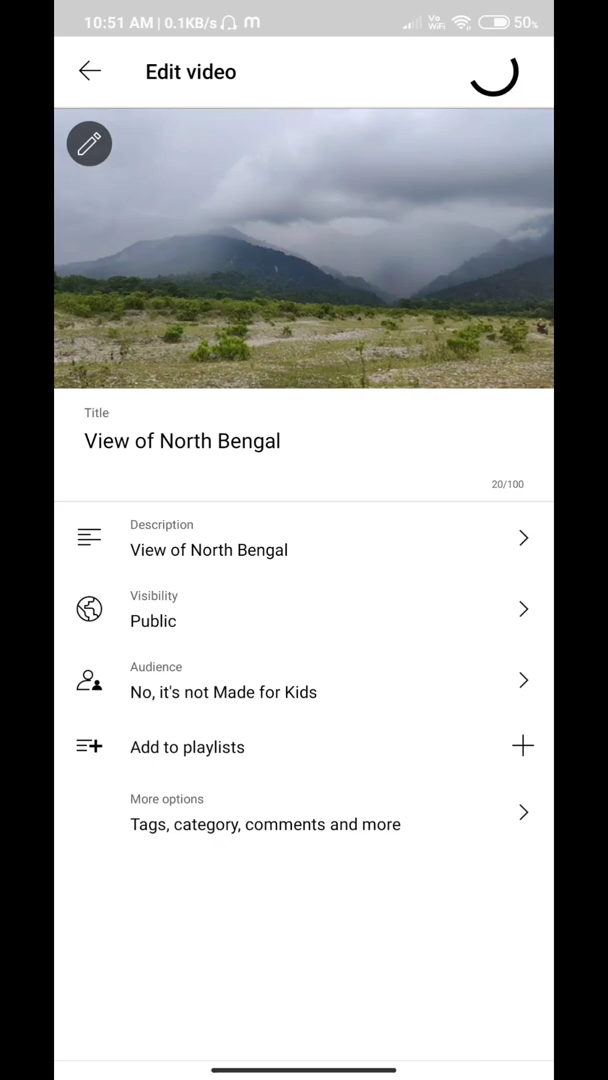 10:51 AM | 0.1KB/s m Vo WiFi 50%
Edit video
Title
View of North Bengal
20/100
Description
View of North Bengal
Visibility
Public
Audience
No, it's not Made for Kids
Add to playlists
More options
Tags, category, comments and more